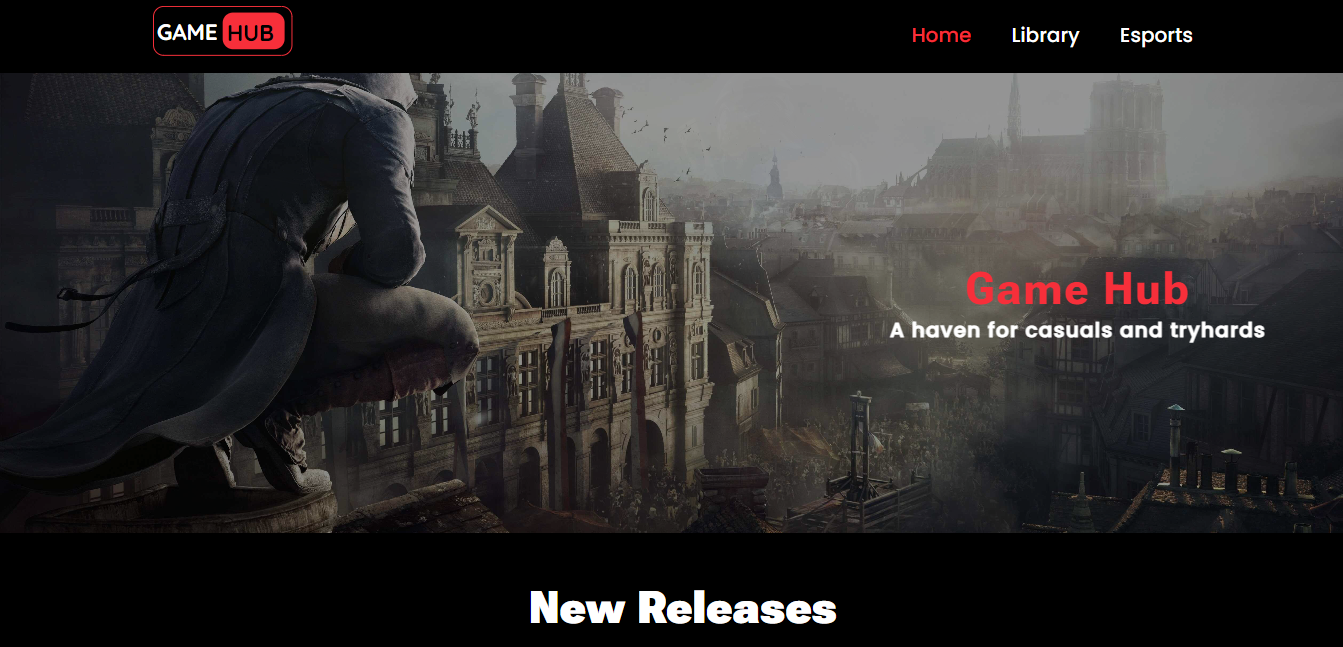 GAME HUB
Home Library Esports
Game Hub
A haven for casuals and tryhards
New Releases